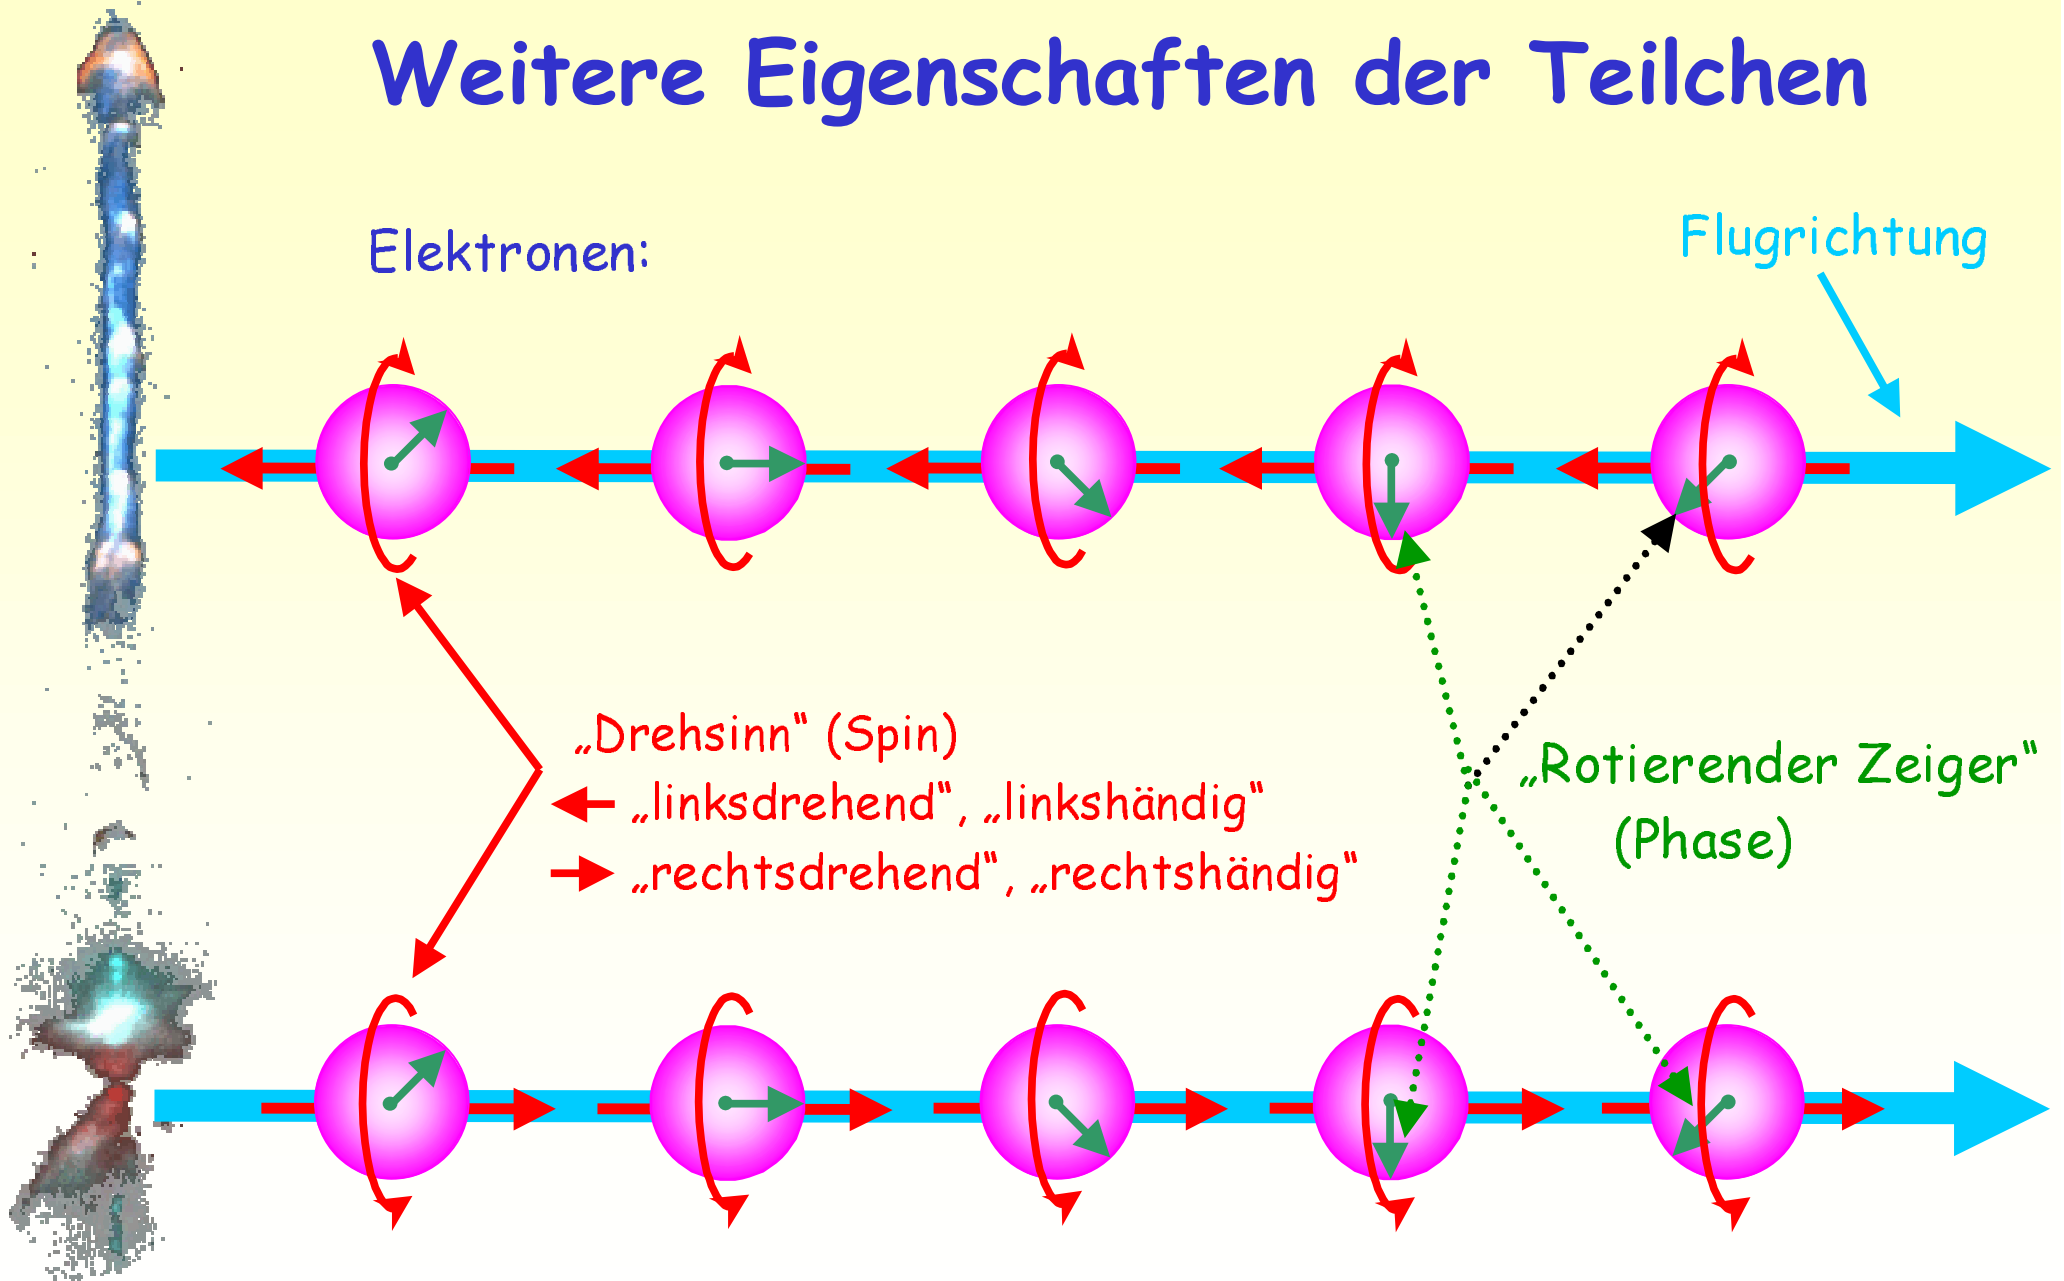 Weitere Eigenschaften der Teilchen
Elektronen:
Flugrichtung
„Drehsinn“ (Spin)
„linksdrehend“, „linkshändig“
„rechtsdrehend“, „rechtshändig“
„Rotierender Zeiger“
(Phase)